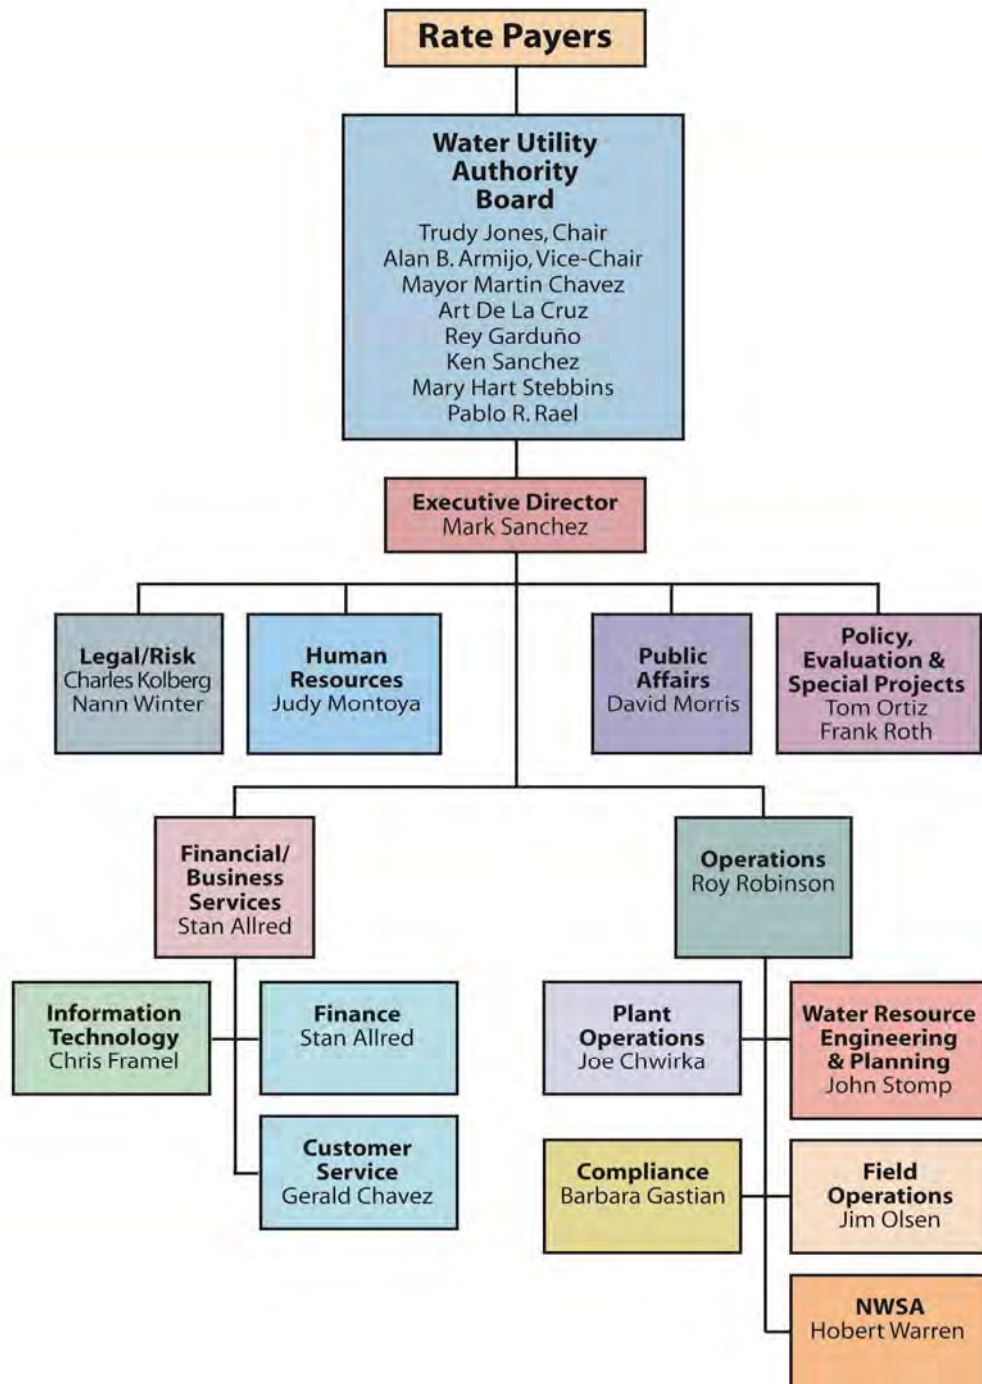 Rate Payers
Water Utility
Authority
Board
Trudy Jones, Chair
Alan B. Armijo, Vice-Chair
Mayor Martin Chavez
Art De La Cruz
Rey Garduño
Ken Sanchez
Mary Hart Stebbins
Pablo R. Rael
Executive Director
Mark Sanchez
Legal/Risk
Charles Kolberg
Nann Winter
Human
Resources
Judy Montoya
Public
Affairs
David Morris
Policy,
Evaluation &
Special Projects
Tom Ortiz
Frank Roth
Financial/
Business
Services
Stan Allred
Operations
Roy Robinson
Information
Technology
Chris Framel
Finance
Stan Allred
Plant
Operations
Joe Chwirka
Water Resource
Engineering
& Planning
John Stomp
Customer
Service
Gerald Chavez
Compliance
Barbara Gastian
Field
Operations
Jim Olsen
NWSA
Hobert Warren